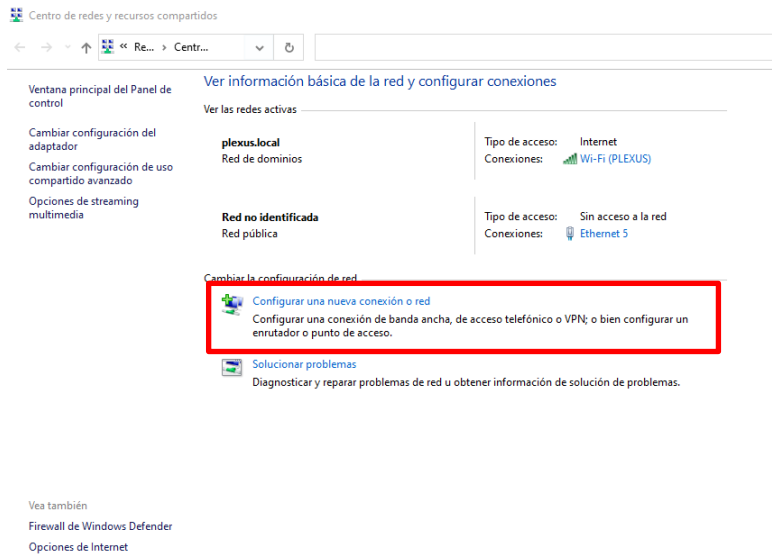 Centro de redes y recursos compartidos
« Re... › Centr...
Ventana principal del Panel de
control
Cambiar configuración del
adaptador
Cambiar configuración de uso
compartido avanzado
Opciones de streaming
multimedia
Ver información básica de la red y configurar conexiones
Ver las redes activas
plexus.local
Red de dominios
Tipo de acceso: Internet
Conexiones: Wi-Fi (PLEXUS)
Red no identificada
Red pública
Tipo de acceso: Sin acceso a la red
Conexiones: Ethernet 5
Cambiar la configuración de red
Configurar una nueva conexión o red
Configurar una conexión de banda ancha, de acceso telefónico o VPN; o bien configurar un
enrutador o punto de acceso.
Solucionar problemas
Diagnosticar y reparar problemas de red u obtener información de solución de problemas.
Vea también
Firewall de Windows Defender
Opciones de Internet